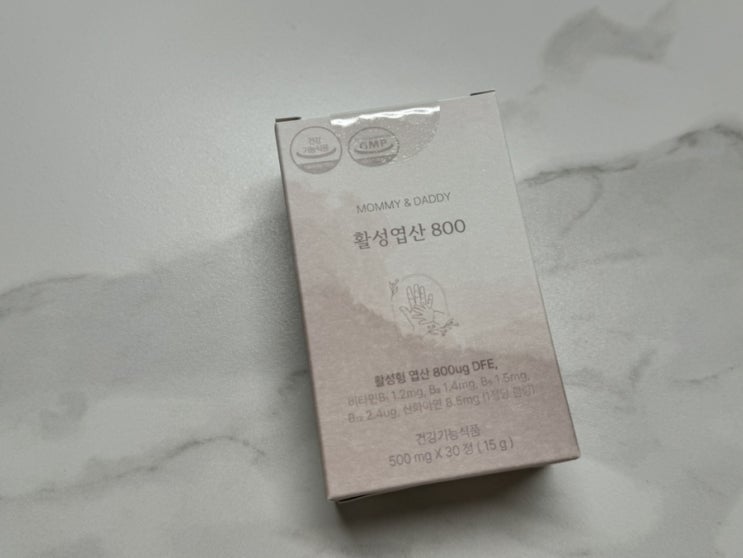 건강
기능식품
GMP
MOMMY & DADDY
활성엽산 800
활성형 엽산 800ug DFE,
비타민B₁ 1.2mg, B₂ 1.4mg, B₆ 1.5mg,
B₁₂ 2.4ug, 산화아연 8.5mg (1정당 함량)
건강기능식품
500 mg X 30 정 ( 15 g )